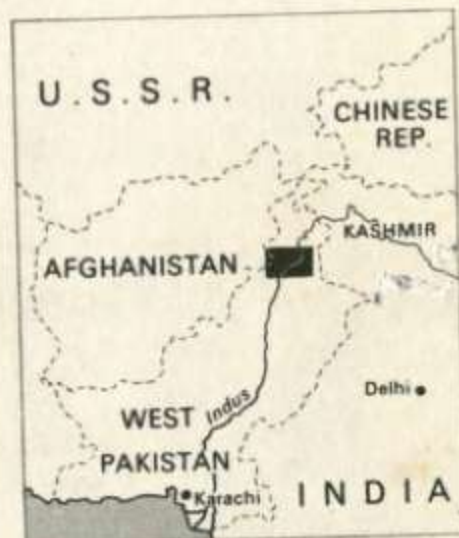 U.S.S.R.
CHINESE
REP.
KASHMIR
AFGHANISTAN
Delhi
WEST
Indus
PAKISTAN
Karachi
INDIA